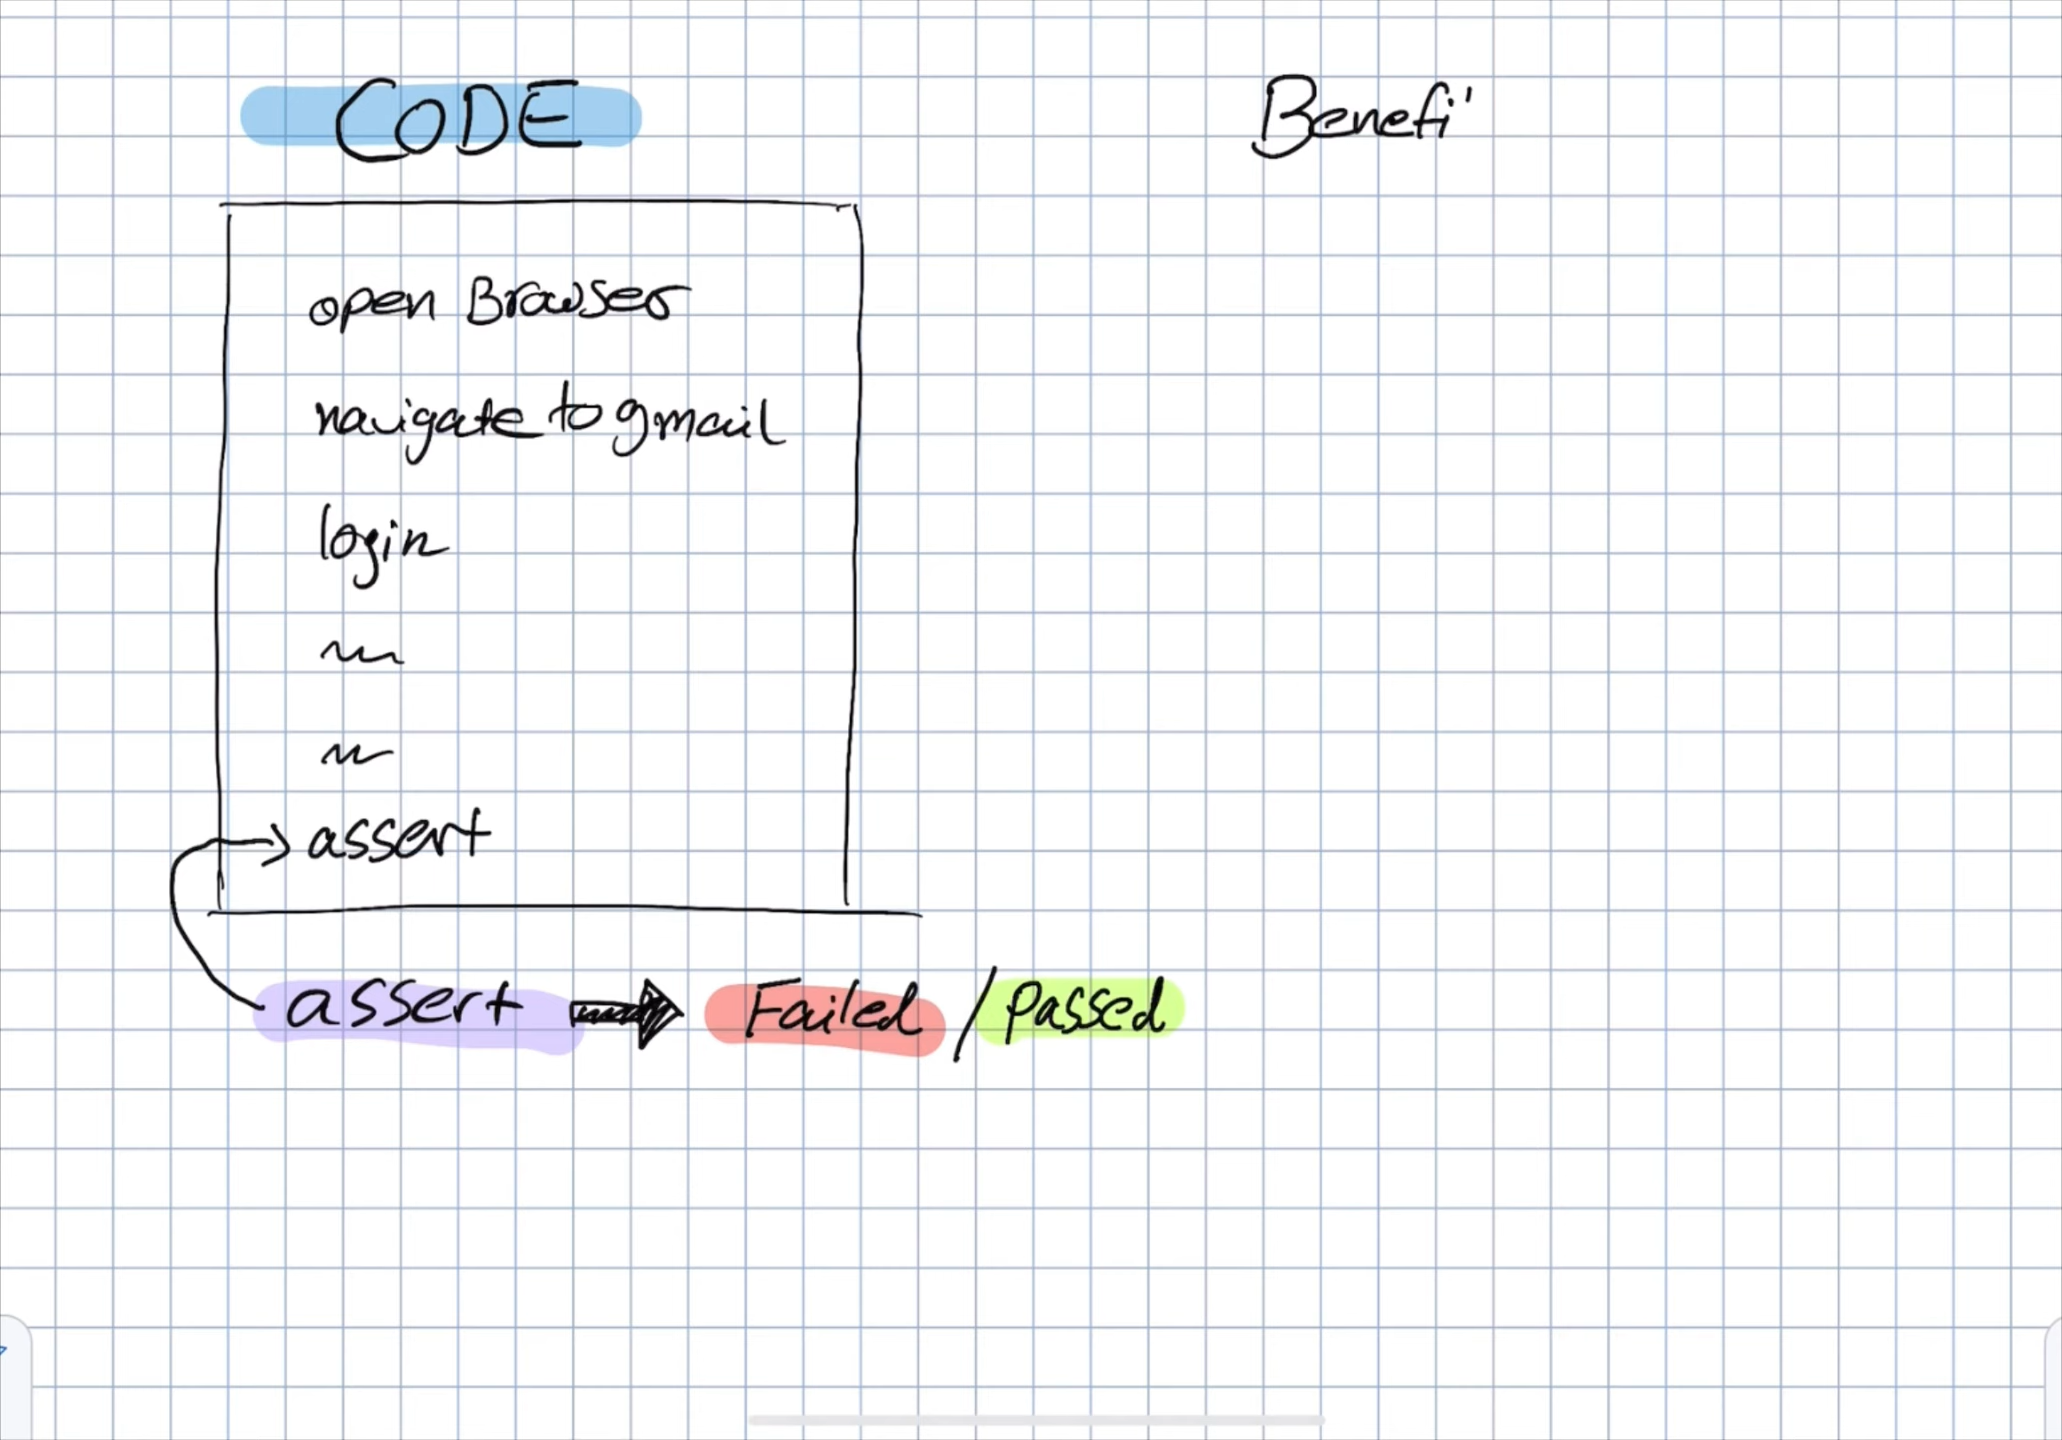 CODE
Benefi'
open Browser
navigate to gmail
login
assert
assert Failed / Passed